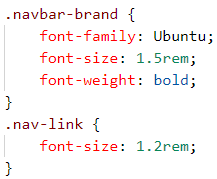 .navbar-brand {
    font-family: Ubuntu;
    font-size: 1.5rem;
    font-weight: bold;
}
.nav-link {
    font-size: 1.2rem;
}